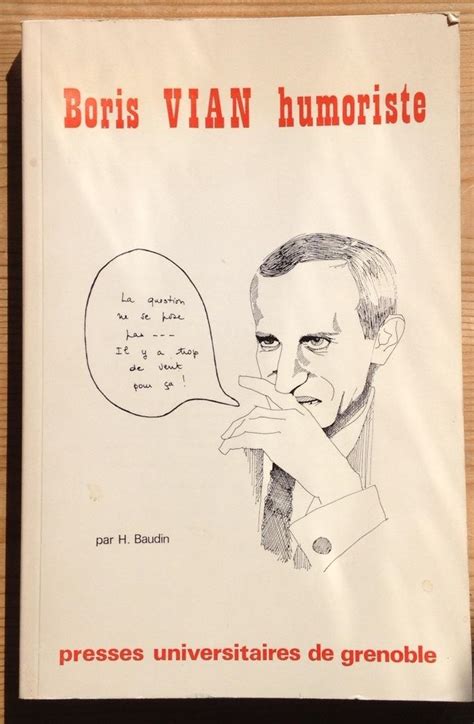 Boris VIAN humoriste
La question
ne se pose
pas ---
Il y a trop
de vent
pour ça !
par H. Baudin
presses universitaires de grenoble